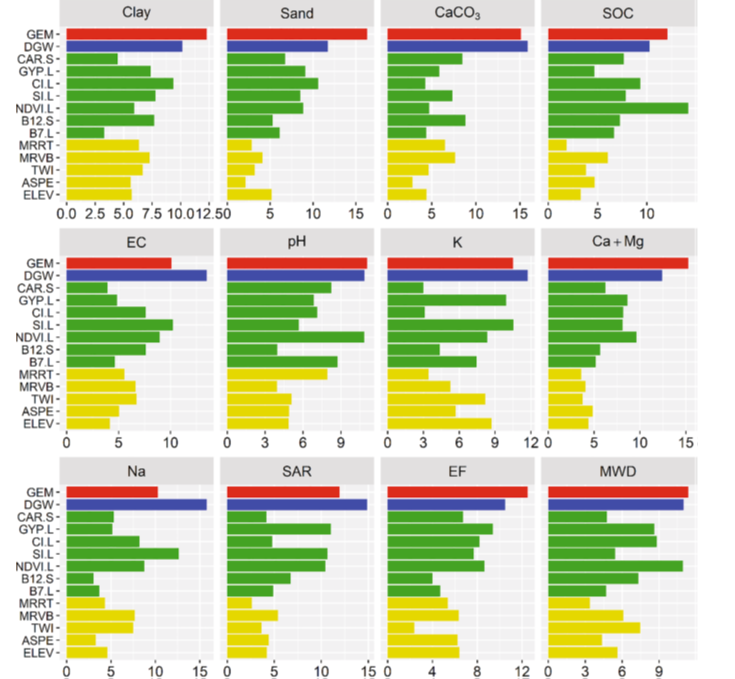 Clay Sand CaCO₃ SOC
GEM
DGW
CAR.S
GYP.L
CI.L
SI.L
NDVI.L
B12.S
B7.L
MRRT
MRVB
TWI
ASPE
ELEV
0.0 2.5 5.0 7.5 10.0 12.5 0 5 10 15 0 5 10 15 0 5 10
EC pH K Ca + Mg
GEM
DGW
CAR.S
GYP.L
CI.L
SI.L
NDVI.L
B12.S
B7.L
MRRT
MRVB
TWI
ASPE
ELEV
0 5 10 0 3 6 9 0 3 6 9 12 0 5 10 15
Na SAR EF MWD
GEM
DGW
CAR.S
GYP.L
CI.L
SI.L
NDVI.L
B12.S
B7.L
MRRT
MRVB
TWI
ASPE
ELEV
0 5 10 15 0 5 10 15 0 4 8 12 0 3 6 9